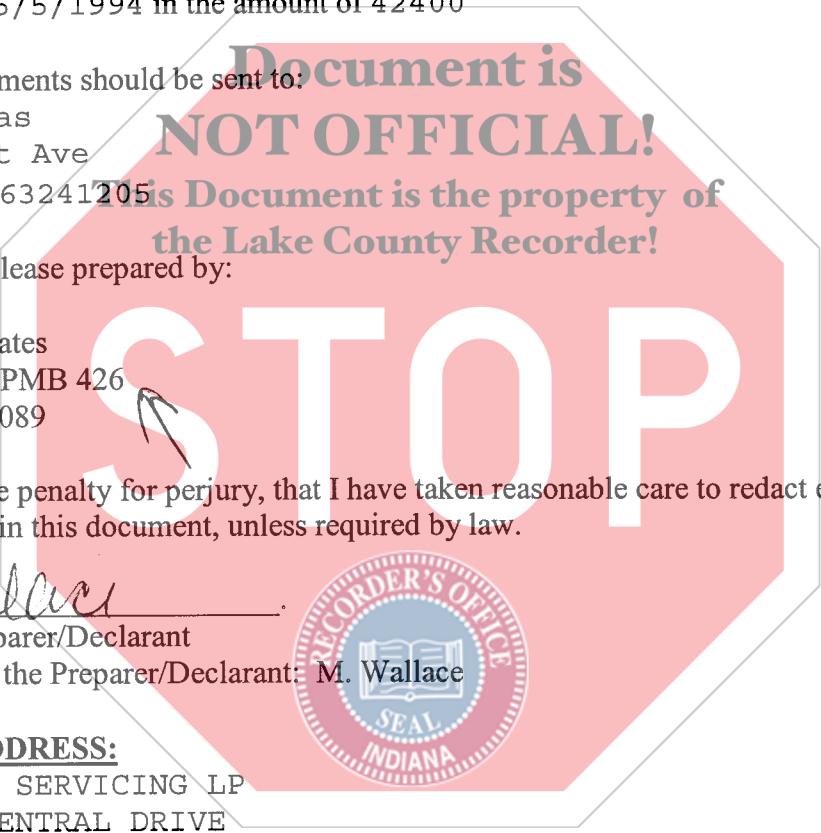 6/5/1994 in the amount of 42400
Document is
ments should be sent to:
as
NOT OFFICIAL!
t Ave
63241205
This Document is the property of
the Lake County Recorder!
lease prepared by:
STOP
ates
PMB 426
089
e penalty for perjury, that I have taken reasonable care to redact e
in this document, unless required by law.
llace
parer/Declarant
the Preparer/Declarant: M. Wallace
RECORDER'S OFFICE
SEAL
INDIANA
DDRESS:
SERVICING LP
ENTRAL DRIVE